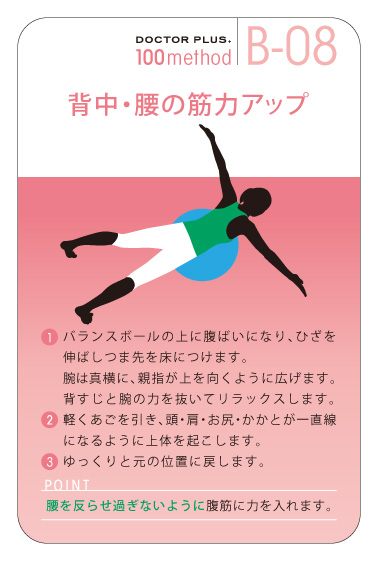 DOCTOR PLUS.
100method
B-08
背中・腰の筋力アップ
1 バランスボールの上に腹ばいになり、ひざを
伸ばしつま先を床につけます。
腕は真横に、親指が上を向くように広げます。
背すじと腕の力を抜いてリラックスします。
2 軽くあごを引き、頭・肩・お尻・かかとが一直線
になるように上体を起こします。
3 ゆっくりと元の位置に戻します。
POINT
腰を反らせ過ぎないように腹筋に力を入れます。